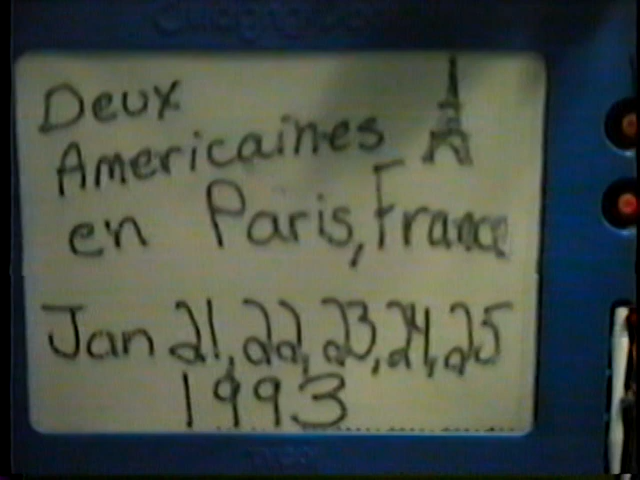 Deux
Americaines
en Paris, France
Jan 21, 22, 23, 24, 25
1993